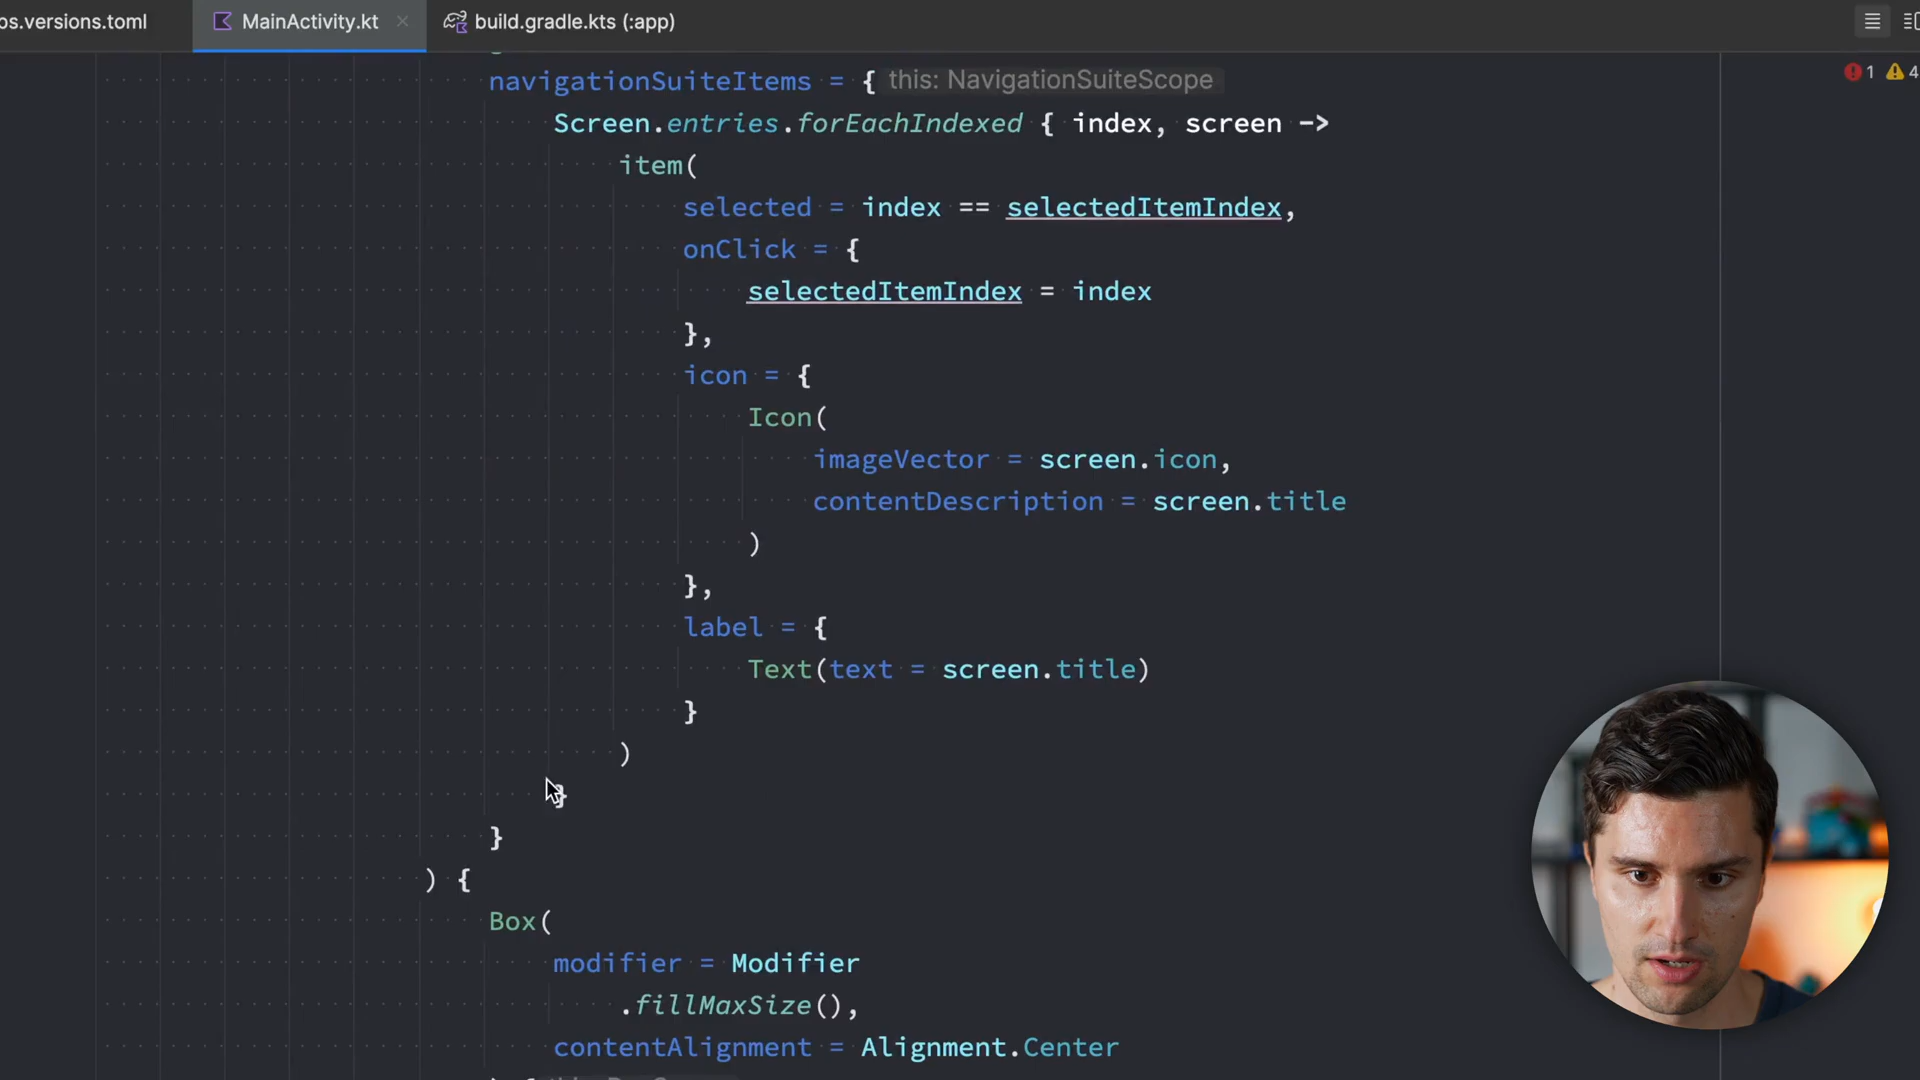 os.versions.toml
MainActivity.kt
build.gradle.kts (:app)
navigationSuiteItems = { this: NavigationSuiteScope
1
4
Screen.entries.forEachIndexed { index, screen ->
item(
selected = index == selectedItemIndex,
onClick = {
selectedItemIndex = index
},
icon = {
Icon(
imageVector = screen.icon,
contentDescription = screen.title
)
},
label = {
Text(text = screen.title)
}
)
}
}
) {
Box(
modifier = Modifier
.fillMaxSize(),
contentAlignment = Alignment.Center